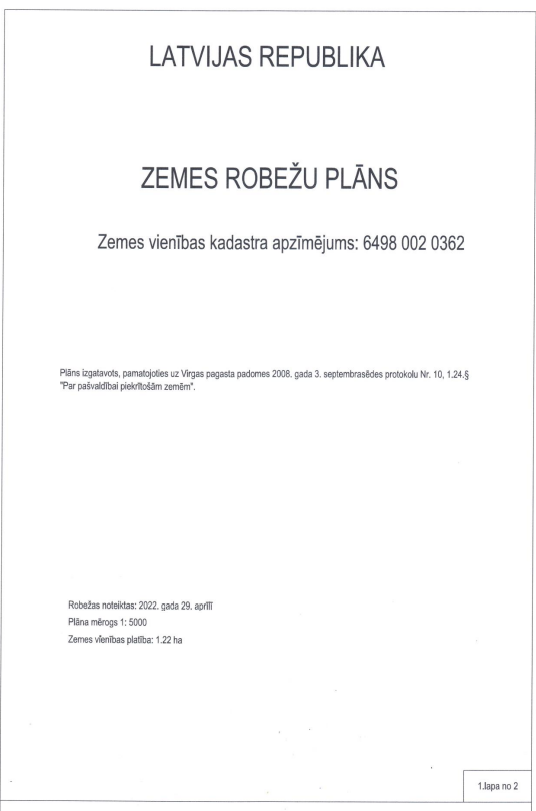 LATVIJAS REPUBLIKA
ZEMES ROBEŽU PLĀNS
Zemes vienības kadastra apzīmējums: 6498 002 0362
Plāns izgatavots, pamatojoties uz Virgas pagasta padomes 2008. gada 3. septembrasēdes protokolu Nr. 10, 1.24.§
"Par pašvaldībai piekrītošām zemēm".
Robežas noteiktas: 2022. gada 29. aprīlī
Plāna mērogs 1: 5000
Zemes vienības platība: 1.22 ha
1.lapa no 2